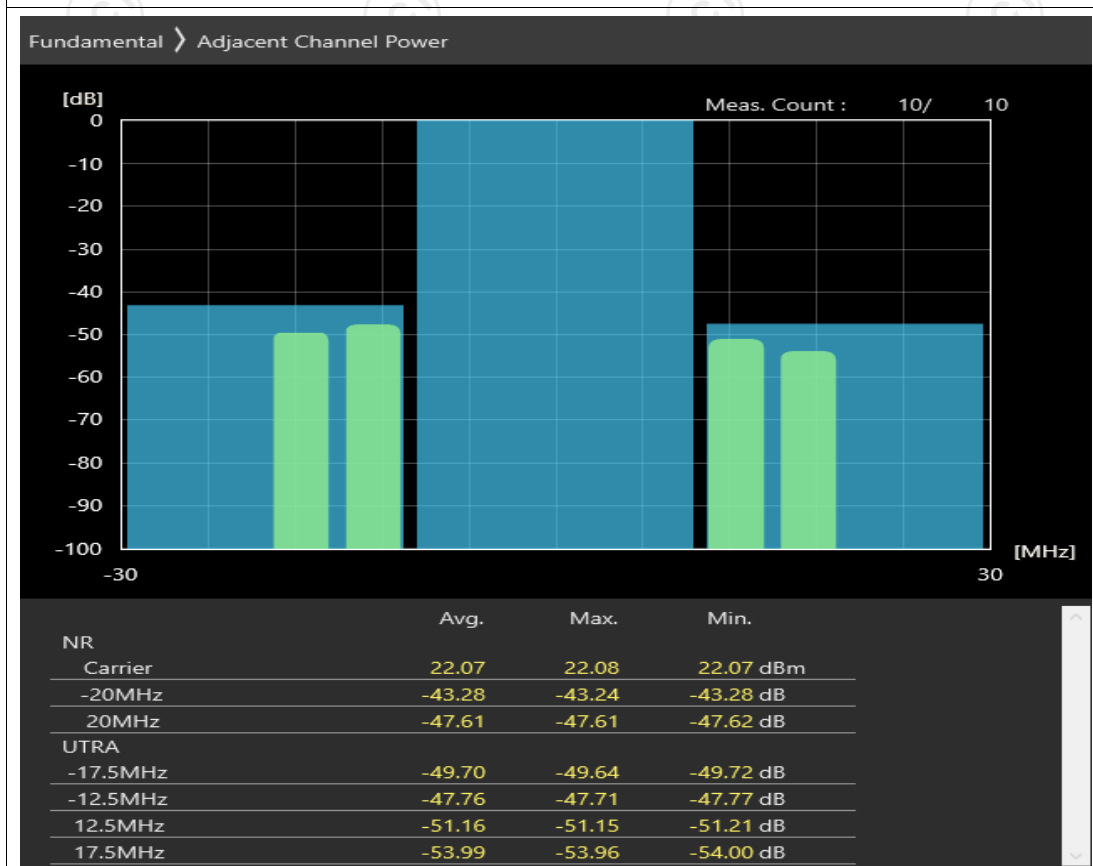 Fundamental ❯ Adjacent Channel Power
[dB]
Meas. Count : 10/ 10
0
-10
-20
-30
-40
-50
-60
-70
-80
-90
-100
[MHz]
-30 30
Avg. Max. Min.
NR
Carrier 22.07 22.08 22.07 dBm
-20MHz -43.28 -43.24 -43.28 dB
20MHz -47.61 -47.61 -47.62 dB
UTRA
-17.5MHz -49.70 -49.64 -49.72 dB
-12.5MHz -47.76 -47.71 -47.77 dB
12.5MHz -51.16 -51.15 -51.21 dB
17.5MHz -53.99 -53.96 -54.00 dB